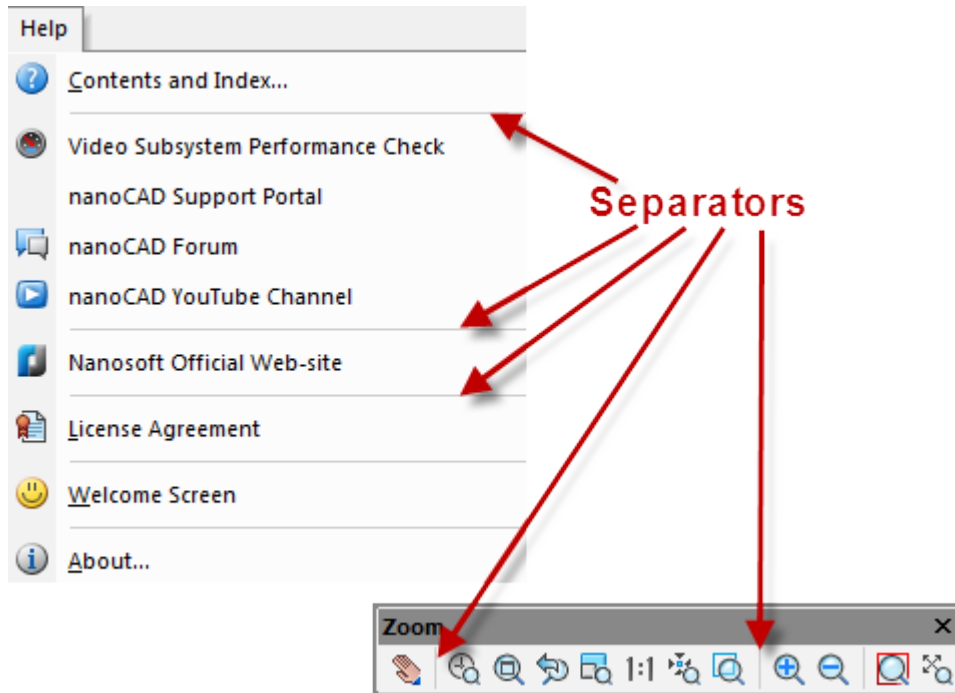 Help
Contents and Index...
Video Subsystem Performance Check
nanoCAD Support Portal
nanoCAD Forum
nanoCAD YouTube Channel
Nanosoft Official Web-site
License Agreement
Welcome Screen
About...
Separators
Zoom
1:1